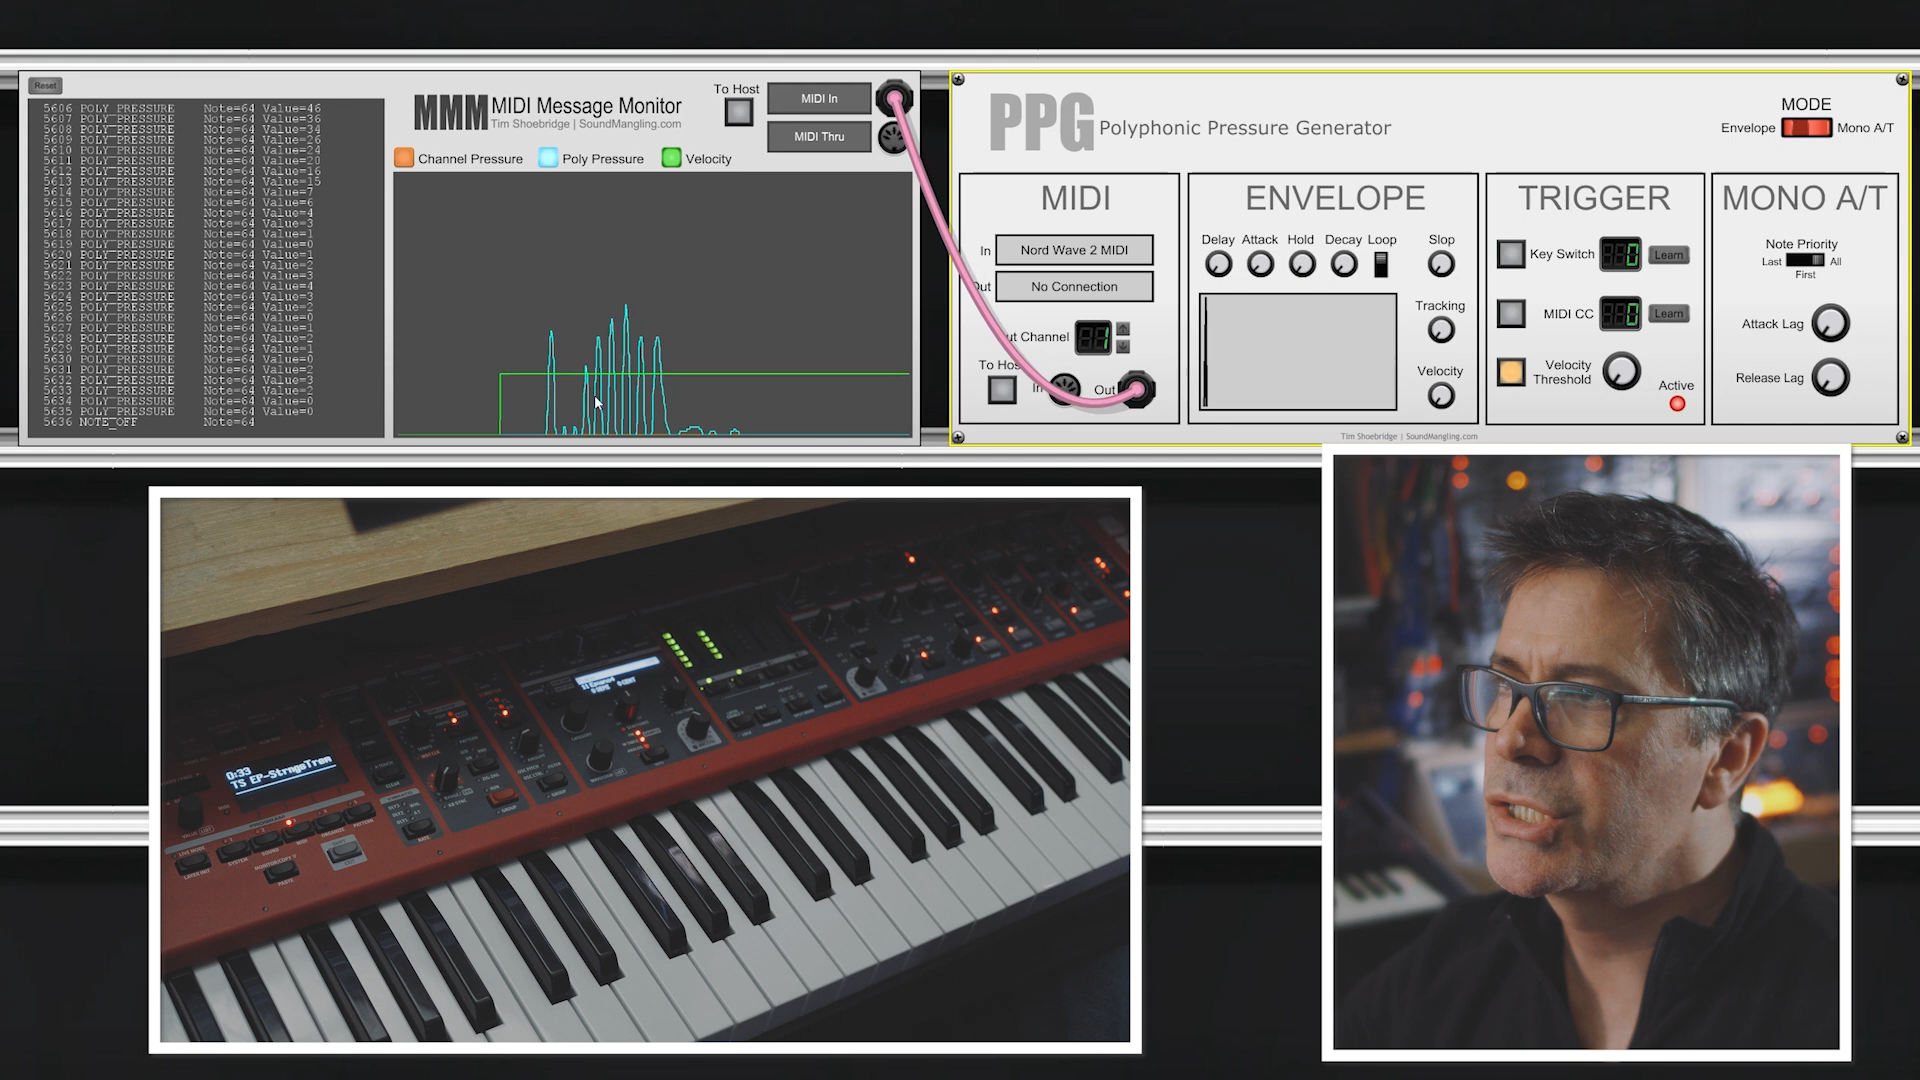 Reset
5606 POLY_PRESSURE Note=64 Value=46
5607 POLY_PRESSURE Note=64 Value=36
5608 POLY_PRESSURE Note=64 Value=34
5609 POLY_PRESSURE Note=64 Value=26
5610 POLY_PRESSURE Note=64 Value=24
5611 POLY_PRESSURE Note=64 Value=20
5612 POLY_PRESSURE Note=64 Value=16
5613 POLY_PRESSURE Note=64 Value=15
5614 POLY_PRESSURE Note=64 Value=7
5615 POLY_PRESSURE Note=64 Value=6
5616 POLY_PRESSURE Note=64 Value=4
5617 POLY_PRESSURE Note=64 Value=3
5618 POLY_PRESSURE Note=64 Value=1
5619 POLY_PRESSURE Note=64 Value=0
5620 POLY_PRESSURE Note=64 Value=1
5621 POLY_PRESSURE Note=64 Value=2
5622 POLY_PRESSURE Note=64 Value=3
5623 POLY_PRESSURE Note=64 Value=4
5624 POLY_PRESSURE Note=64 Value=3
5625 POLY_PRESSURE Note=64 Value=2
5626 POLY_PRESSURE Note=64 Value=0
5627 POLY_PRESSURE Note=64 Value=1
5628 POLY_PRESSURE Note=64 Value=2
5629 POLY_PRESSURE Note=64 Value=1
5630 POLY_PRESSURE Note=64 Value=0
5631 POLY_PRESSURE Note=64 Value=2
5632 POLY_PRESSURE Note=64 Value=3
5633 POLY_PRESSURE Note=64 Value=2
5634 POLY_PRESSURE Note=64 Value=0
5635 POLY_PRESSURE Note=64 Value=0
5636 NOTE_OFF Note=64
MMM MIDI Message Monitor
Tim Shoebridge | SoundMangling.com
To Host
MIDI In
MIDI Thru
Channel Pressure Poly Pressure Velocity
PPG Polyphonic Pressure Generator
MODE
Envelope Mono A/T
MIDI
In Nord Wave 2 MIDI
Out No Connection
ut Channel 1
To Hos
In Out
ENVELOPE
Delay Attack Hold Decay Loop Slop
Tracking
Velocity
TRIGGER
Key Switch 0 Learn
MIDI CC 0 Learn
Velocity
Threshold
Active
MONO A/T
Note Priority
Last All
First
Attack Lag
Release Lag
Tim Shoebridge | SoundMangling.com
0:33
TS EP-StrngsTrem